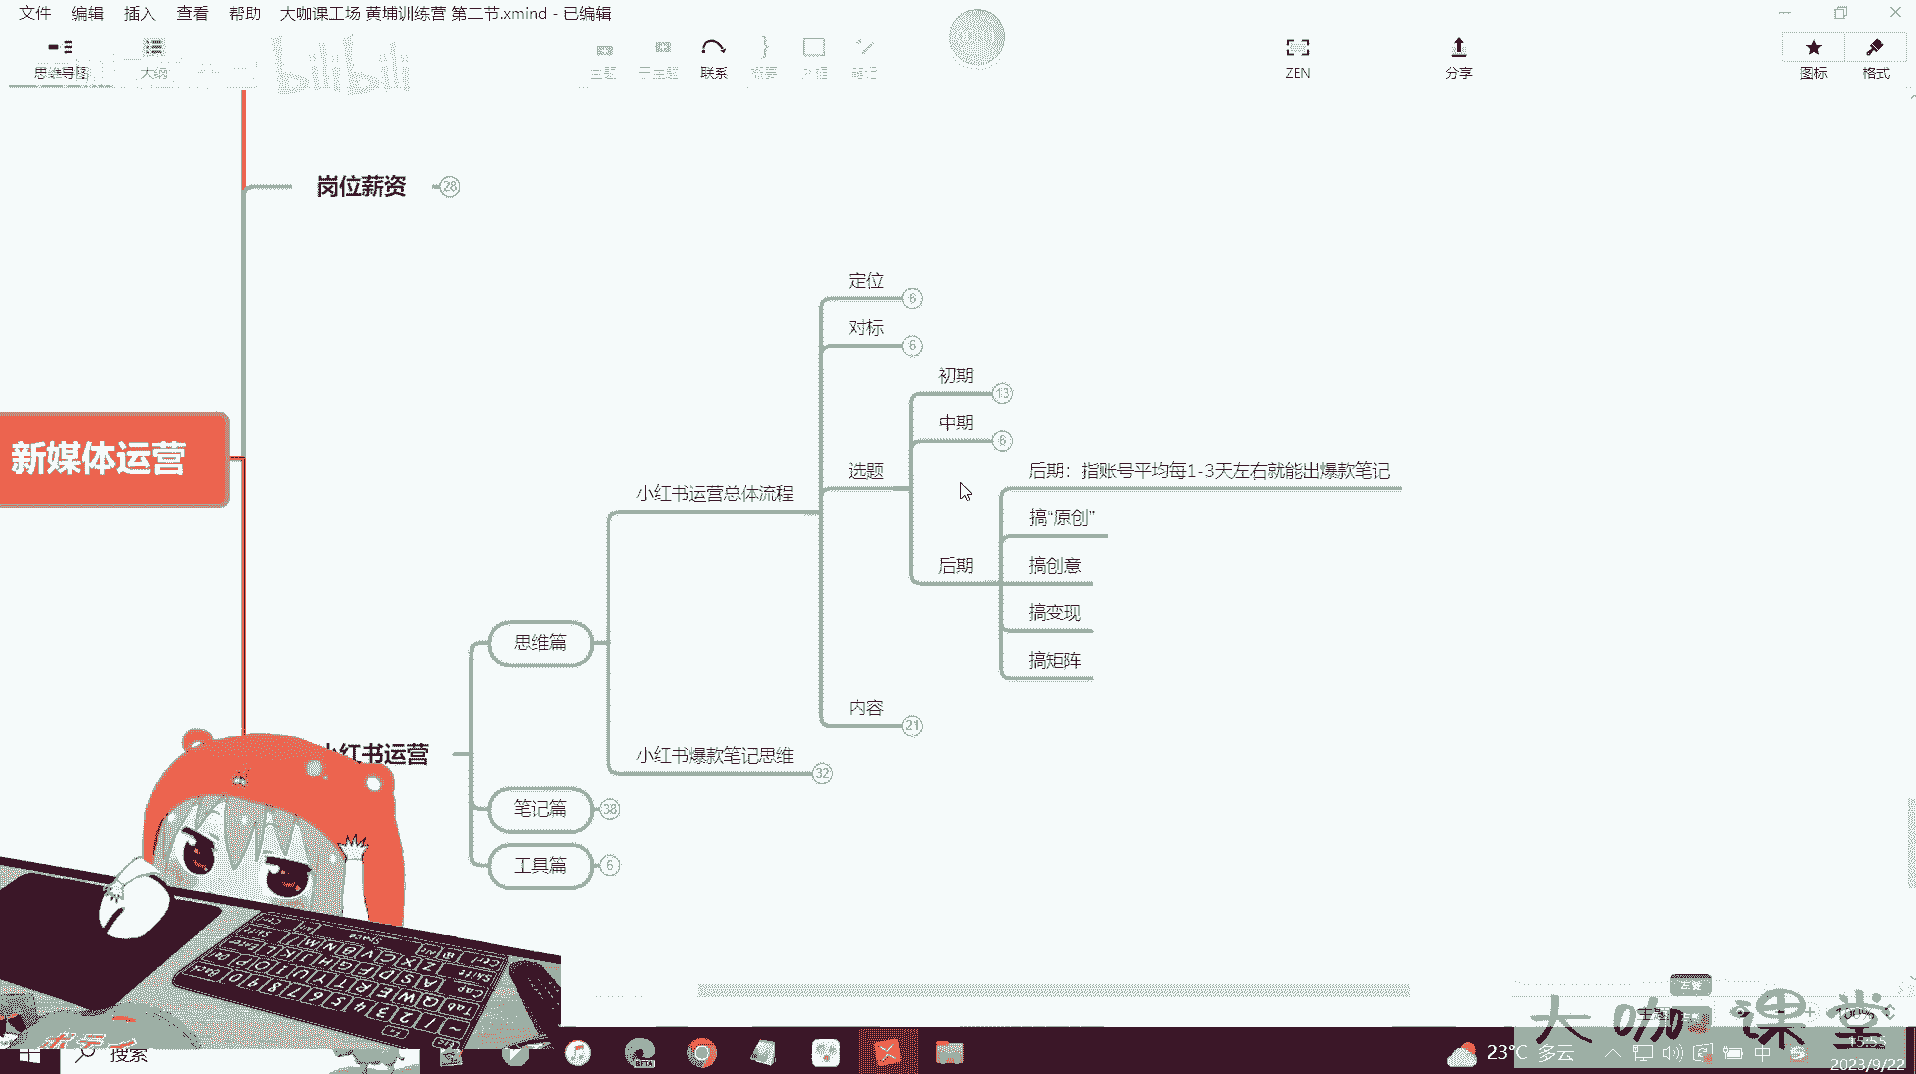 文件 编辑 插入 查看 帮助 大咖课工场 黄埔训练营 第二节.xmind - 已编辑
思维导图 大纲 主题 子主题 联系 ZEN 分享 图标 格式
bilibili
岗位薪资 28
定位 6
对标 6
初期 13
中期 6
选题
后期：指账号平均每1-3天左右就能出爆款笔记
新媒体运营
小红书运营总体流程
搞“原创”
后期
搞创意
搞变现
思维篇
搞矩阵
内容 21
小红书运营
小红书爆款笔记思维 32
笔记篇 38
工具篇 6
大咖课堂
100%
搜索
BETA
23°C 多云
中
15:55
2023/9/22